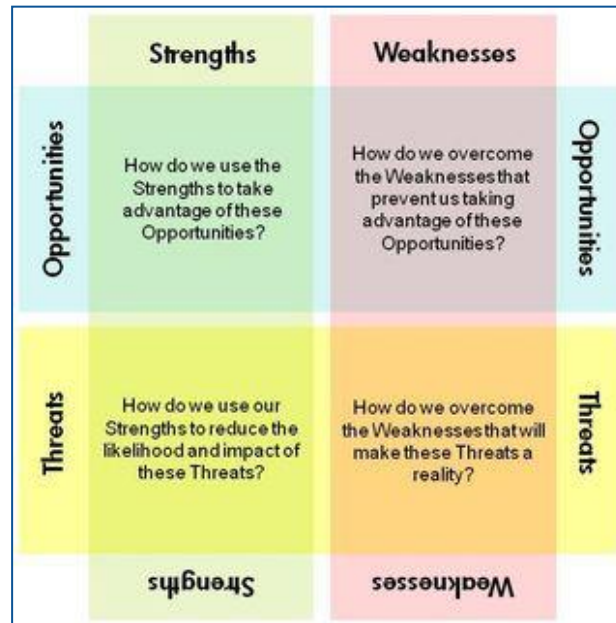 Strengths
Weaknesses
Opportunities
How do we use the
Strengths to take
advantage of these
Opportunities?
How do we overcome
the Weaknesses that
prevent us taking
advantage of these
Opportunities?
Opportunities
Threats
How do we use our
Strengths to reduce the
likelihood and impact of
these Threats?
How do we overcome
the Weaknesses that will
make these Threats a
reality?
Threats
Strengths
Weaknesses